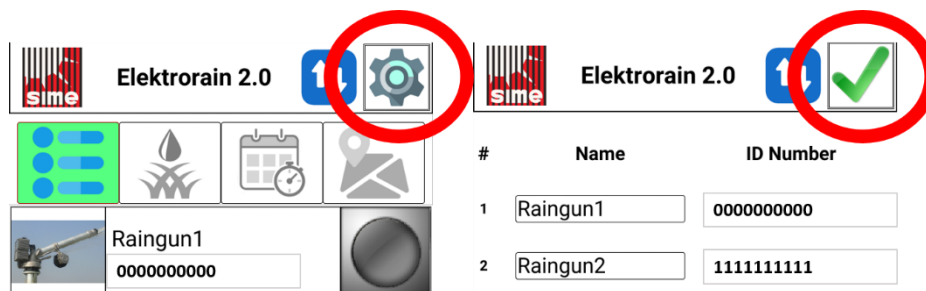 sime
Elektrorain 2.0
Raingun1
0000000000
sime
Elektrorain 2.0
# Name ID Number
1 Raingun1 0000000000
2 Raingun2 1111111111